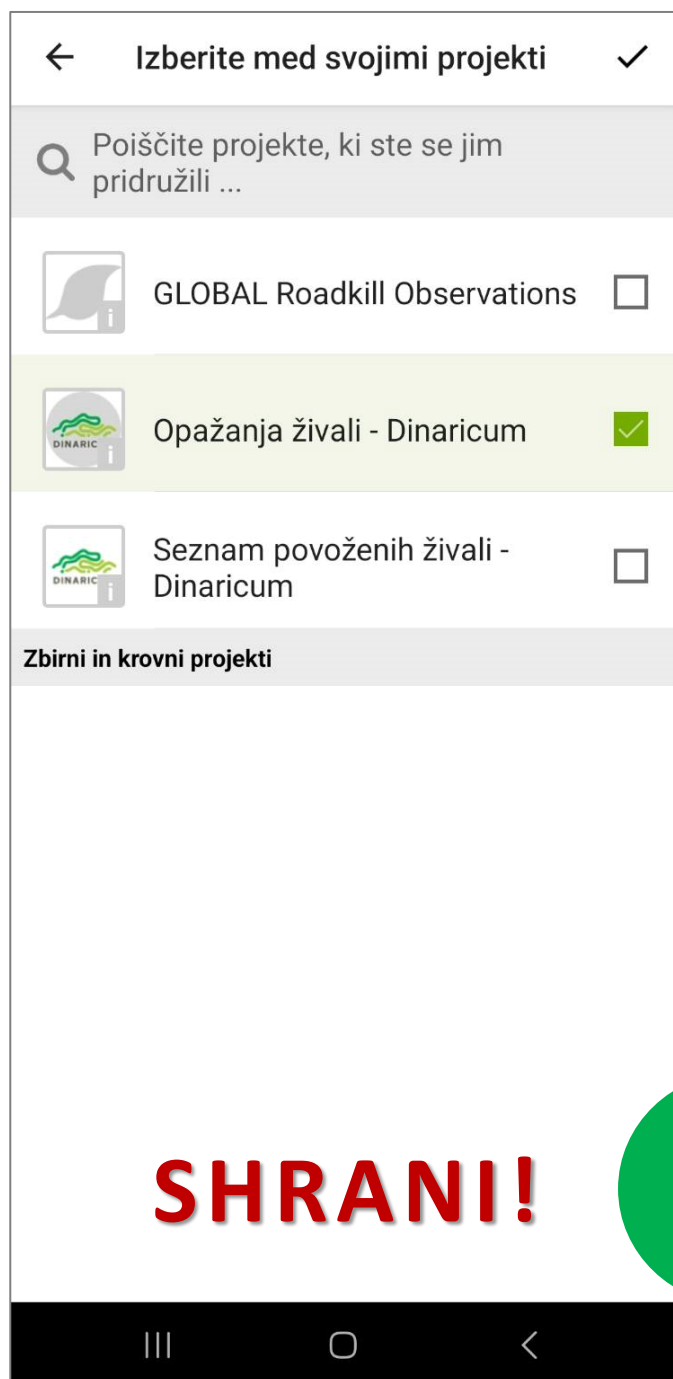 Izberite med svojimi projekti
Poiščite projekte, ki ste se jim
pridružili ...
GLOBAL Roadkill Observations
i
Opažanja živali - Dinaricum
DINARIC
i
Seznam povoženih živali -
Dinaricum
DINARIC
i
Zbirni in krovni projekti
SHRANI!